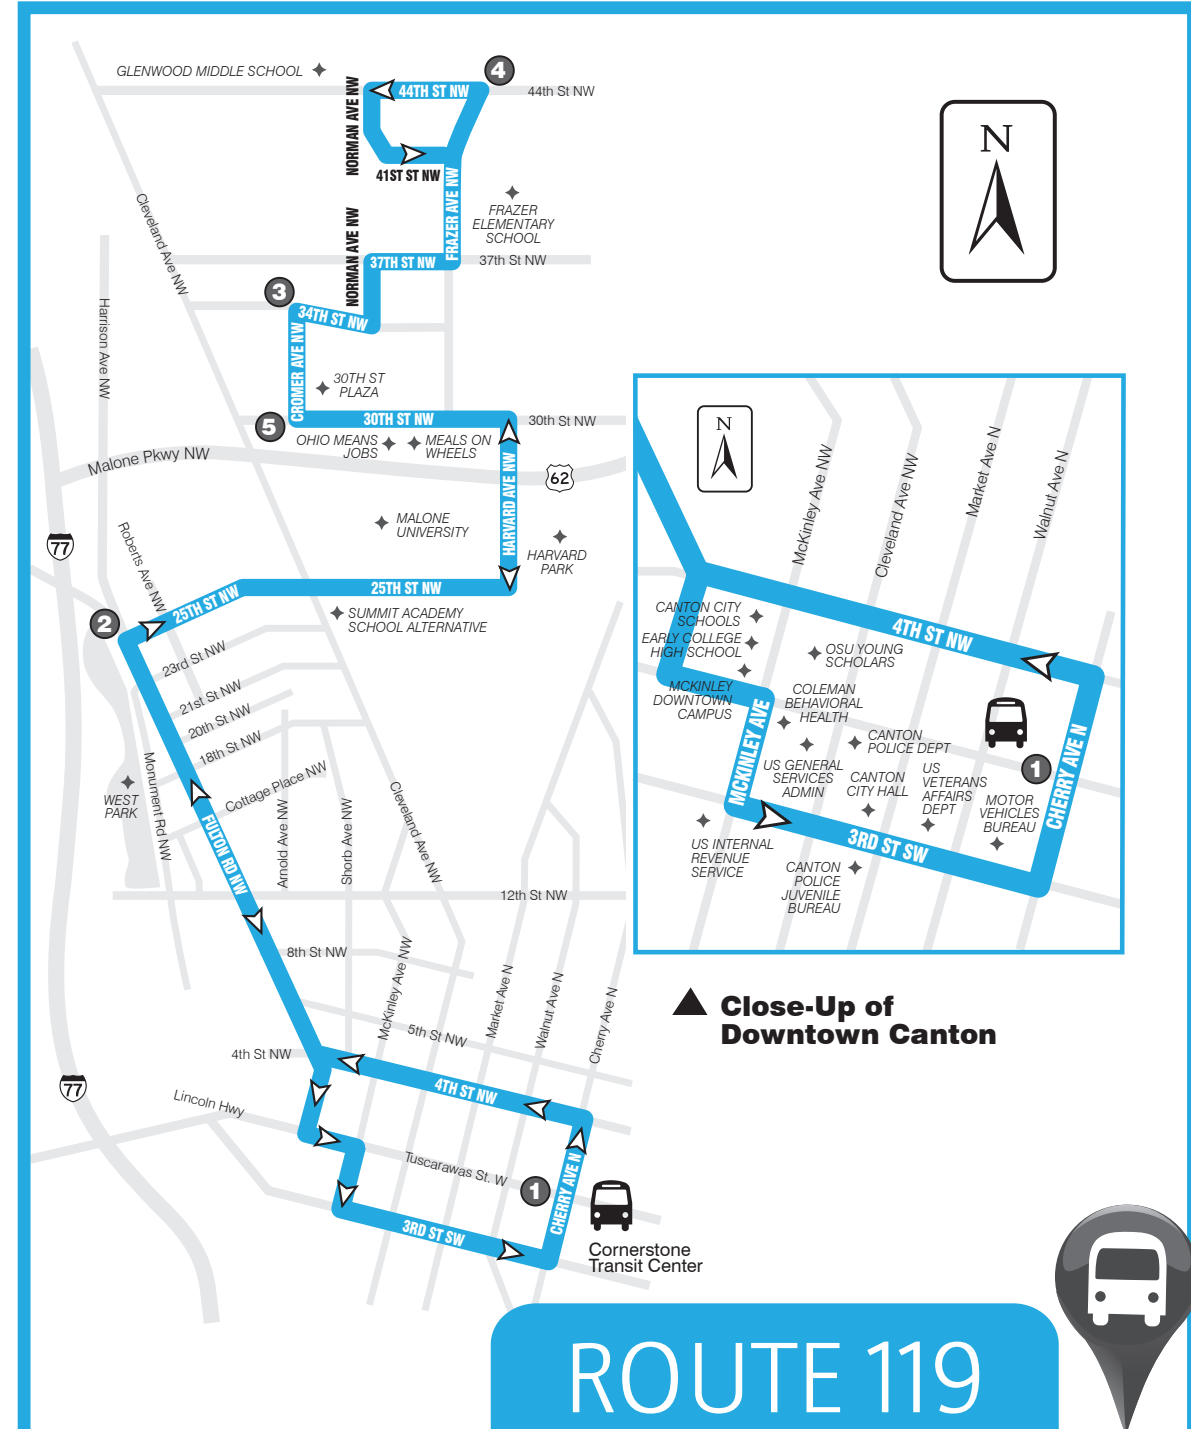 GLENWOOD MIDDLE SCHOOL
4
44TH ST NW
44th St NW
NORMAN AVE NW
41ST ST NW
FRAZER AVE NW
FRAZER
ELEMENTARY
SCHOOL
Cleveland Ave NW
NORMAN AVE NW
37TH ST NW
37th St NW
3
34TH ST NW
Harrison Ave NW
CROMER AVE NW
30TH ST
PLAZA
5
30TH ST NW
30th St NW
OHIO MEANS
JOBS
MEALS ON
WHEELS
Malone Pkwy NW
62
HARVARD AVE NW
MALONE
UNIVERSITY
HARVARD
PARK
77
Roberts Ave NW
25TH ST NW
25TH ST NW
2
SUMMIT ACADEMY
SCHOOL ALTERNATIVE
23rd St NW
21st St NW
20th St NW
18th St NW
Cottage Place NW
WEST
PARK
Monument Rd NW
FULTON RD NW
Arnold Ave NW
Shorb Ave NW
Cleveland Ave NW
12th St NW
8th St NW
McKinley Ave NW
Market Ave N
Walnut Ave N
Cherry Ave N
5th St NW
4th St NW
4TH ST NW
77
Lincoln Hwy
Tuscarawas St. W
1
CHERRY AVE N
3RD ST SW
Cornerstone
Transit Center
N
N
McKinley Ave NW
Cleveland Ave NW
Market Ave N
Walnut Ave N
4TH ST NW
CANTON CITY
SCHOOLS
EARLY COLLEGE
HIGH SCHOOL
OSU YOUNG
SCHOLARS
MCKINLEY
DOWNTOWN
CAMPUS
COLEMAN
BEHAVIORAL
HEALTH
MCKINLEY AVE
CANTON
POLICE DEPT
US GENERAL
SERVICES
ADMIN
CANTON
CITY HALL
US
VETERANS
AFFAIRS
DEPT
1
CHERRY AVE N
MOTOR
VEHICLES
BUREAU
3RD ST SW
US INTERNAL
REVENUE
SERVICE
CANTON
POLICE
JUVENILE
BUREAU
Close-Up of
Downtown Canton
ROUTE 119